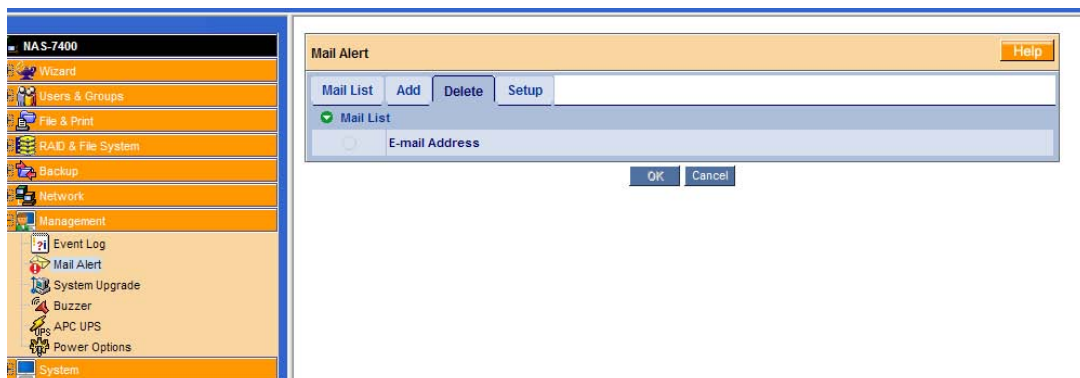 NAS-7400
Wizard
Users & Groups
File & Print
RAID & File System
Backup
Network
Management
Event Log
Mail Alert
System Upgrade
Buzzer
UPS APC UPS
Power Options
System
Mail Alert
Help
Mail List Add Delete Setup
Mail List
E-mail Address
OK Cancel